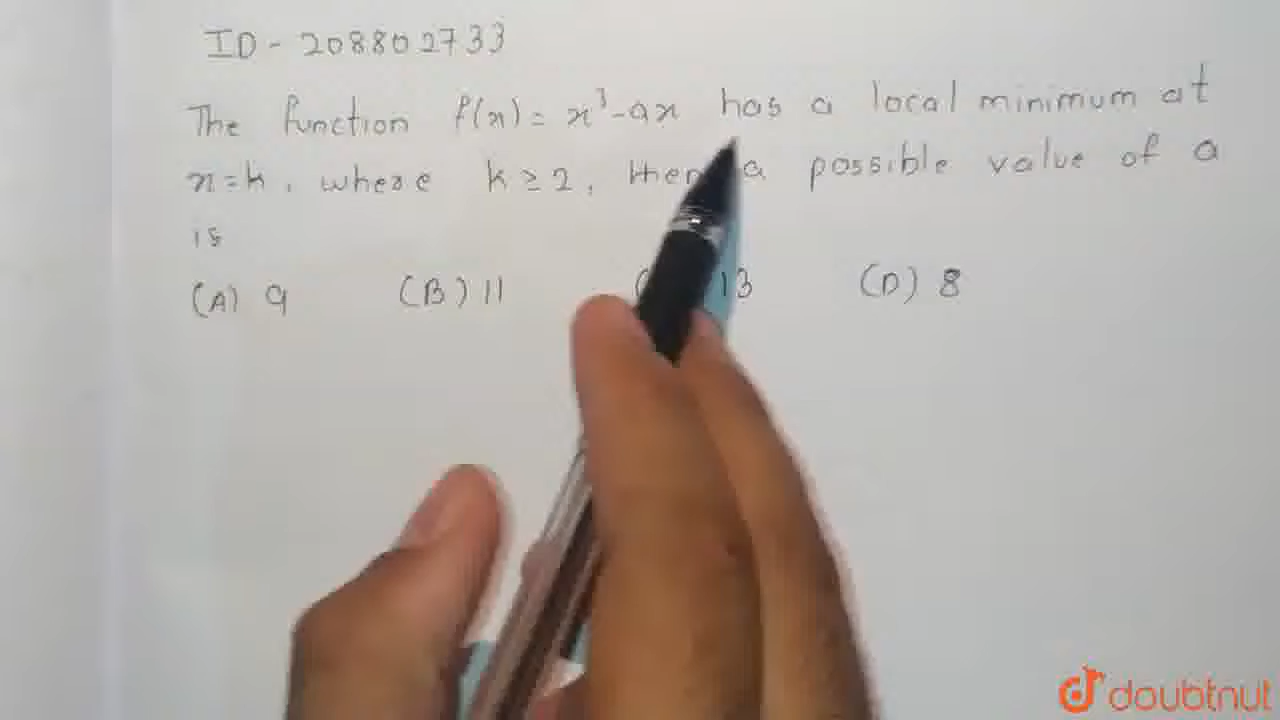 ID - 208802733
The function f(x) = x³ - ax has a local minimum at
x = k, where k ≥ 2, then a possible value of a
is
(A) 9 (B) 11 ( 13 (D) 8
doubtnut